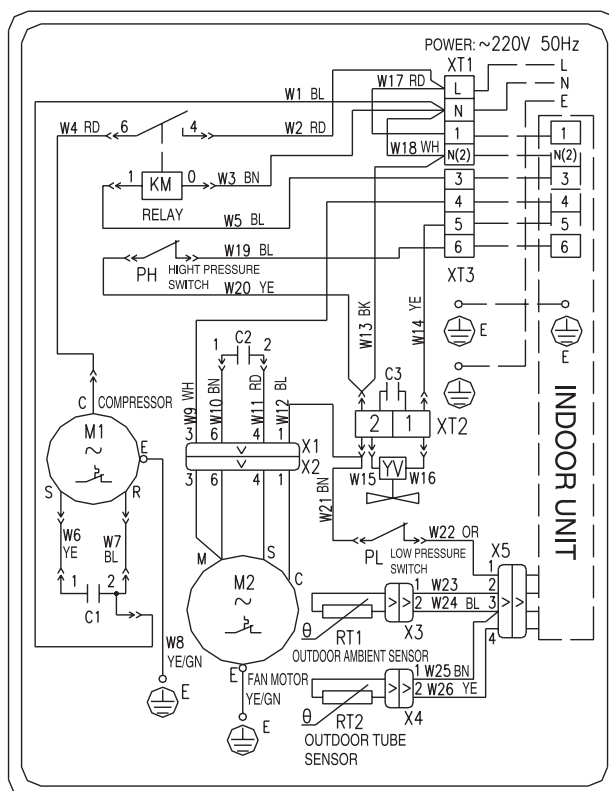 POWER: ~220V 50Hz
XT1
L
N
E
W1 BL
W17 RD
L
N
W4 RD
6
4
W2 RD
1
1
W18 WH
N(2)
N(2)
1
KM
0
W3 BN
3
3
RELAY
4
4
W5 BL
5
5
W19 BL
6
6
PH
HIGHT PRESSURE
SWITCH
XT3
W20 YE
W13 BK
W14 YE
E
E
1
C2
2
C3
W9 WH
W10 BN
W11 RD
W12 BL
C
COMPRESSOR
3
6
4
1
2
1
XT2
M1
~
E
X1
X2
W15
YV
W16
INDOOR UNIT
S
R
3
6
4
1
W21 BN
W6
YE
W7
BL
PL
LOW PRESSURE
SWITCH
W22 OR
X5
M
S
1
2
C1
M2
~
C
1
2
3
4
1 W23
2 W24 BL
θ
RT1
X3
OUTDOOR AMBIENT SENSOR
W8
YE/GN
E
E
FAN MOTOR
YE/GN
1 W25 BN
2 W26 YE
θ
RT2
X4
E
OUTDOOR TUBE
SENSOR